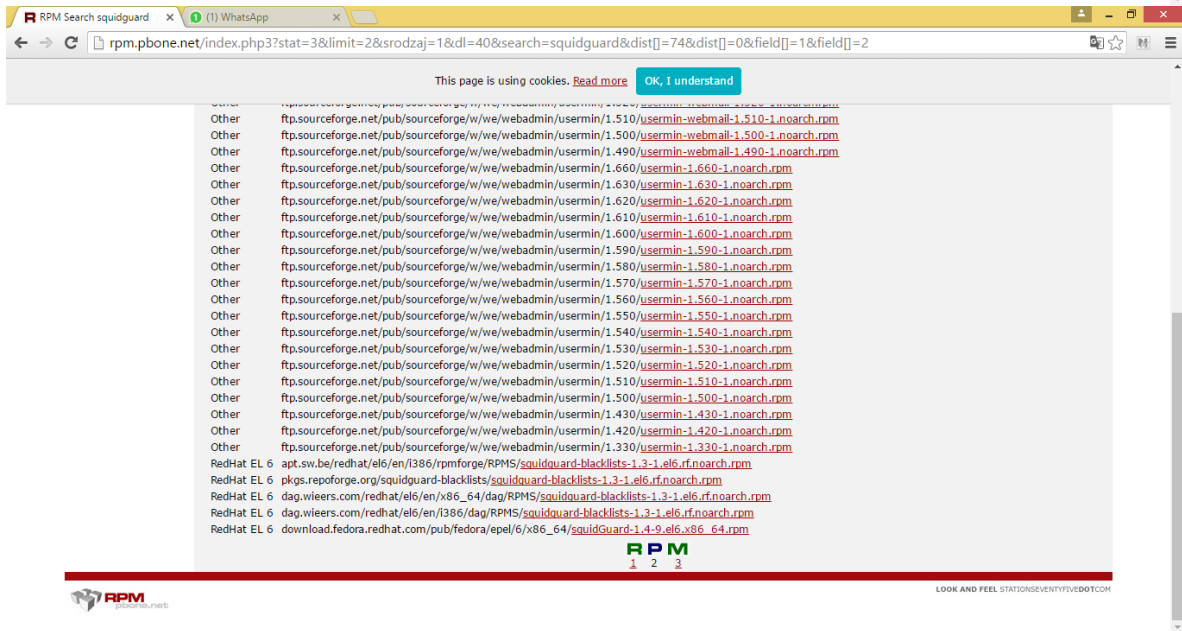 RPM Search squidguard
(1) WhatsApp
rpm.pbone.net/index.php3?stat=3&limit=2&srodzaj=1&dl=40&search=squidguard&dist[]=74&dist[]=0&field[]=1&field[]=2
This page is using cookies. Read more OK, I understand
Other ftp.sourceforge.net/pub/sourceforge/w/we/webadmin/usermin/1.510/usermin-webmail-1.510-1.noarch.rpm
Other ftp.sourceforge.net/pub/sourceforge/w/we/webadmin/usermin/1.500/usermin-webmail-1.500-1.noarch.rpm
Other ftp.sourceforge.net/pub/sourceforge/w/we/webadmin/usermin/1.490/usermin-webmail-1.490-1.noarch.rpm
Other ftp.sourceforge.net/pub/sourceforge/w/we/webadmin/usermin/1.660/usermin-1.660-1.noarch.rpm
Other ftp.sourceforge.net/pub/sourceforge/w/we/webadmin/usermin/1.630/usermin-1.630-1.noarch.rpm
Other ftp.sourceforge.net/pub/sourceforge/w/we/webadmin/usermin/1.620/usermin-1.620-1.noarch.rpm
Other ftp.sourceforge.net/pub/sourceforge/w/we/webadmin/usermin/1.610/usermin-1.610-1.noarch.rpm
Other ftp.sourceforge.net/pub/sourceforge/w/we/webadmin/usermin/1.600/usermin-1.600-1.noarch.rpm
Other ftp.sourceforge.net/pub/sourceforge/w/we/webadmin/usermin/1.590/usermin-1.590-1.noarch.rpm
Other ftp.sourceforge.net/pub/sourceforge/w/we/webadmin/usermin/1.580/usermin-1.580-1.noarch.rpm
Other ftp.sourceforge.net/pub/sourceforge/w/we/webadmin/usermin/1.570/usermin-1.570-1.noarch.rpm
Other ftp.sourceforge.net/pub/sourceforge/w/we/webadmin/usermin/1.560/usermin-1.560-1.noarch.rpm
Other ftp.sourceforge.net/pub/sourceforge/w/we/webadmin/usermin/1.550/usermin-1.550-1.noarch.rpm
Other ftp.sourceforge.net/pub/sourceforge/w/we/webadmin/usermin/1.540/usermin-1.540-1.noarch.rpm
Other ftp.sourceforge.net/pub/sourceforge/w/we/webadmin/usermin/1.530/usermin-1.530-1.noarch.rpm
Other ftp.sourceforge.net/pub/sourceforge/w/we/webadmin/usermin/1.520/usermin-1.520-1.noarch.rpm
Other ftp.sourceforge.net/pub/sourceforge/w/we/webadmin/usermin/1.510/usermin-1.510-1.noarch.rpm
Other ftp.sourceforge.net/pub/sourceforge/w/we/webadmin/usermin/1.500/usermin-1.500-1.noarch.rpm
Other ftp.sourceforge.net/pub/sourceforge/w/we/webadmin/usermin/1.430/usermin-1.430-1.noarch.rpm
Other ftp.sourceforge.net/pub/sourceforge/w/we/webadmin/usermin/1.420/usermin-1.420-1.noarch.rpm
Other ftp.sourceforge.net/pub/sourceforge/w/we/webadmin/usermin/1.330/usermin-1.330-1.noarch.rpm
RedHat EL 6 apt.sw.be/redhat/el6/en/i386/rpmforge/RPMS/squidguard-blacklists-1.3-1.el6.rf.noarch.rpm
RedHat EL 6 pkgs.repoforge.org/squidguard-blacklists/squidguard-blacklists-1.3-1.el6.rf.noarch.rpm
RedHat EL 6 dag.wieers.com/redhat/el6/en/x86_64/dag/RPMS/squidguard-blacklists-1.3-1.el6.rf.noarch.rpm
RedHat EL 6 dag.wieers.com/redhat/el6/en/i386/dag/RPMS/squidguard-blacklists-1.3-1.el6.rf.noarch.rpm
RedHat EL 6 download.fedora.redhat.com/pub/fedora/epel/6/x86_64/squidGuard-1.4-9.el6.x86_64.rpm
R P M
1 2 3
RPM
pbone.net
LOOK AND FEEL STATIONSEVENTYFIVEDOTCOM